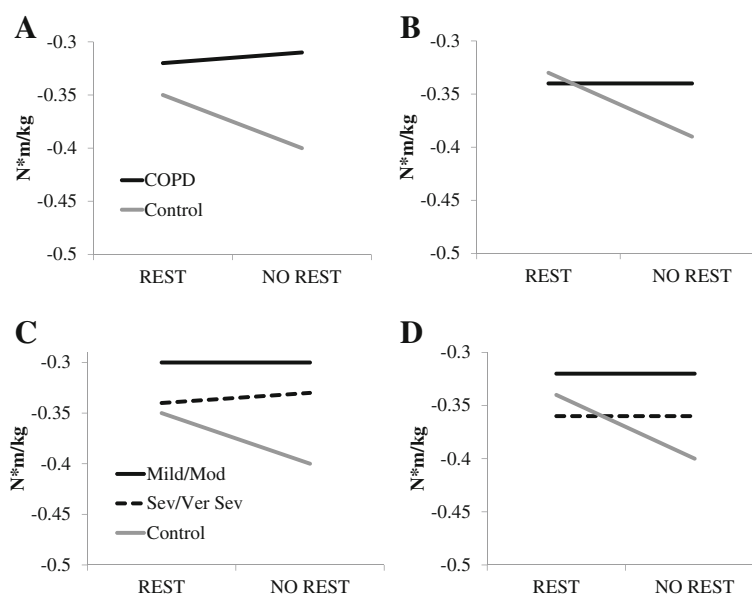 A
-0.3
-0.35
-0.4
-0.45
-0.5
N*m/kg
COPD
Control
REST
NO REST
B
-0.3
-0.35
-0.4
-0.45
-0.5
N*m/kg
REST
NO REST
C
-0.3
-0.35
-0.4
-0.45
-0.5
N*m/kg
Mild/Mod
Sev/Ver Sev
Control
REST
NO REST
D
-0.3
-0.35
-0.4
-0.45
-0.5
N*m/kg
REST
NO REST